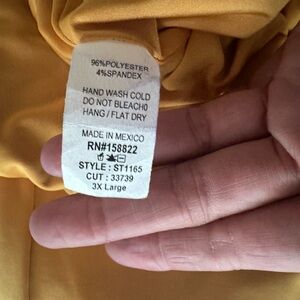 96%POLYESTER
4%SPANDEX
HAND WASH COLD
DO NOT BLEACH0
HANG / FLAT DRY
MADE IN MEXICO
RN#158822
STYLE : ST1165
CUT : 33739
3X Large